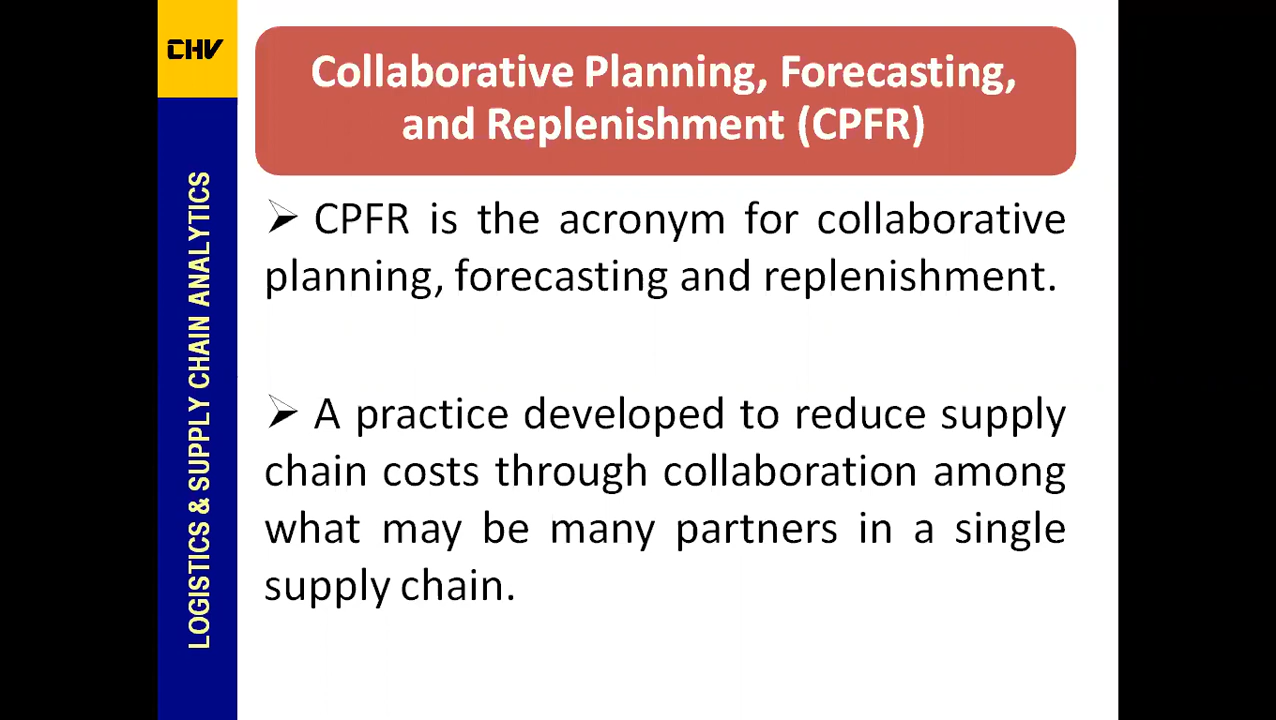 CHV
LOGISTICS & SUPPLY CHAIN ANALYTICS
Collaborative Planning, Forecasting,
and Replenishment (CPFR)
➢ CPFR is the acronym for collaborative
planning, forecasting and replenishment.
➢ A practice developed to reduce supply
chain costs through collaboration among
what may be many partners in a single
supply chain.